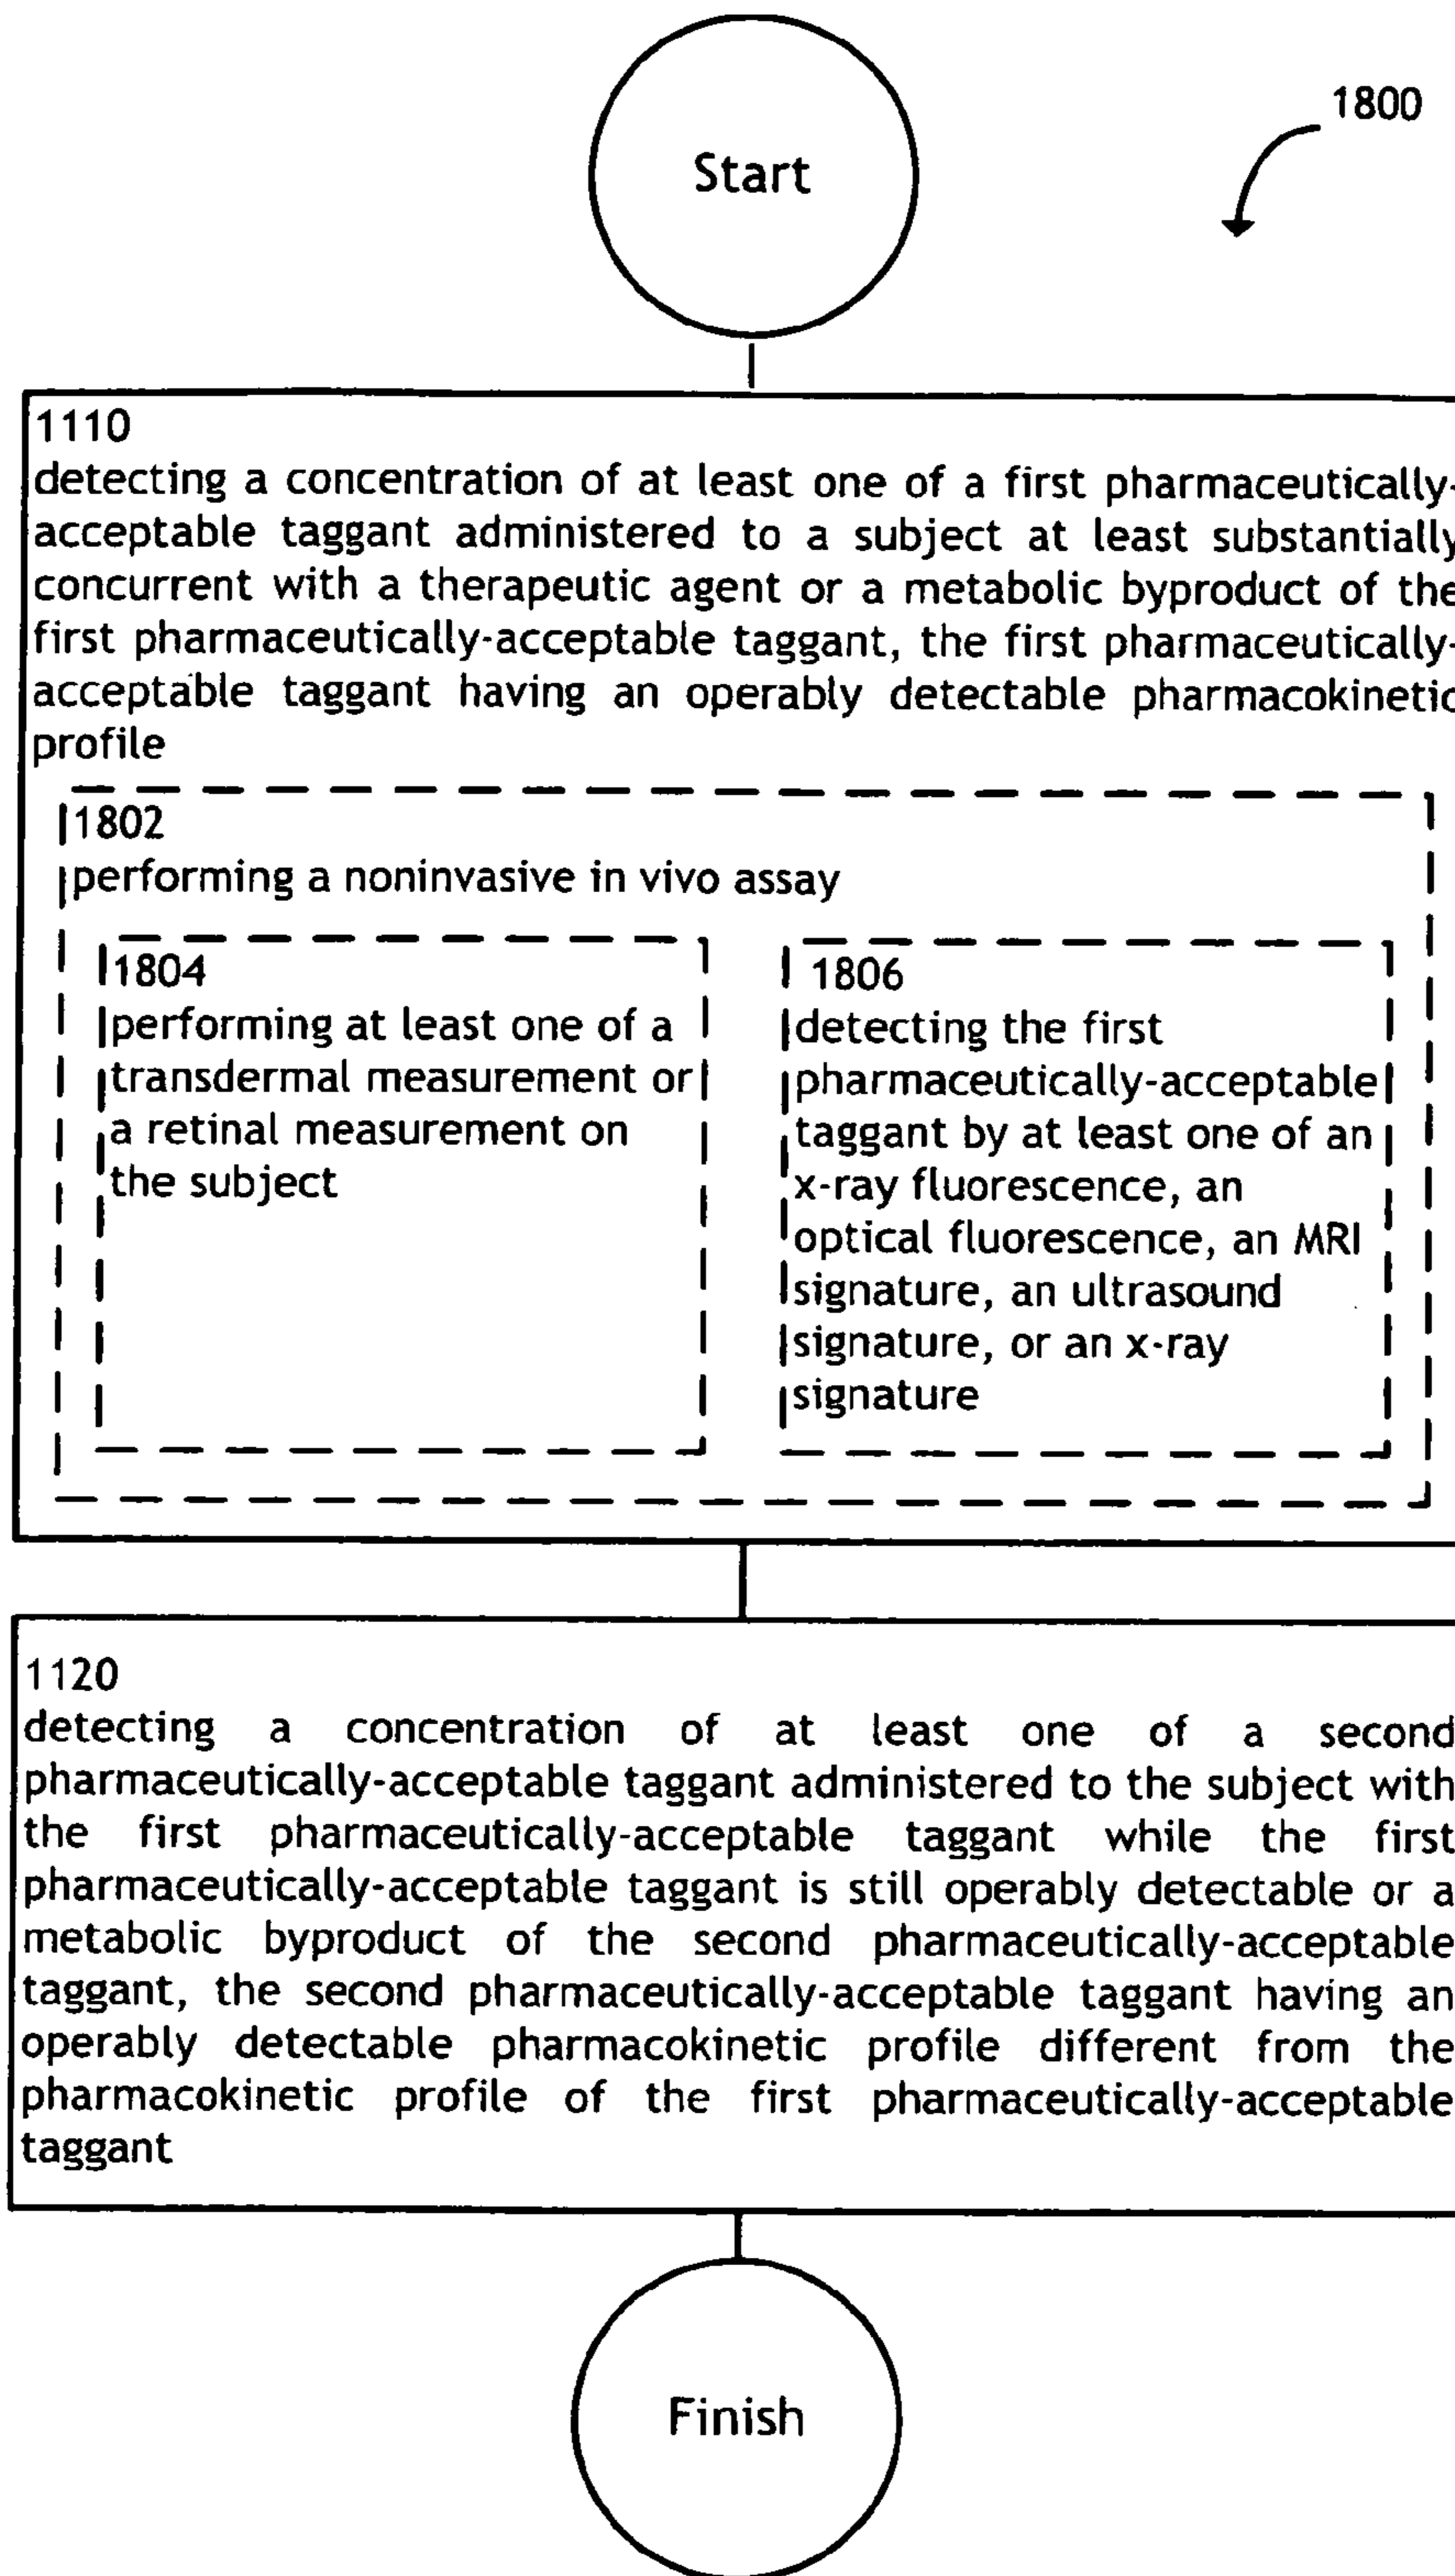 Start
1800
1110
detecting a concentration of at least one of a first pharmaceutically-
acceptable taggant administered to a subject at least substantially
concurrent with a therapeutic agent or a metabolic byproduct of the
first pharmaceutically-acceptable taggant, the first pharmaceutically-
acceptable taggant having an operably detectable pharmacokinetic
profile
1802
performing a noninvasive in vivo assay
1804
performing at least one of a
transdermal measurement or
a retinal measurement on
the subject
1806
detecting the first
pharmaceutically-acceptable
taggant by at least one of an
x-ray fluorescence, an
optical fluorescence, an MRI
signature, an ultrasound
signature, or an x-ray
signature
1120
detecting a concentration of at least one of a second
pharmaceutically-acceptable taggant administered to the subject with
the first pharmaceutically-acceptable taggant while the first
pharmaceutically-acceptable taggant is still operably detectable or a
metabolic byproduct of the second pharmaceutically-acceptable
taggant, the second pharmaceutically-acceptable taggant having an
operably detectable pharmacokinetic profile different from the
pharmacokinetic profile of the first pharmaceutically-acceptable
taggant
Finish